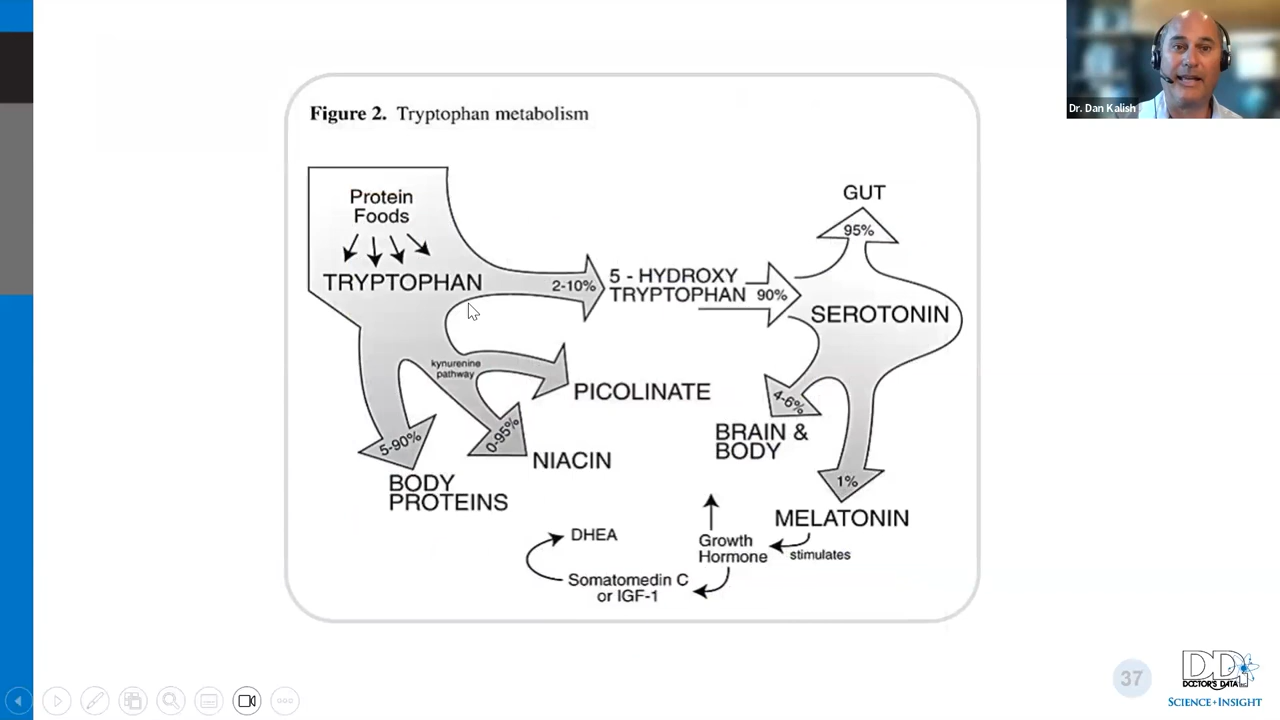 Dr. Dan Kalish
Figure 2. Tryptophan metabolism
Protein
Foods
TRYPTOPHAN
2-10%
5 - HYDROXY
TRYPTOPHAN
90%
GUT
95%
SEROTONIN
kynurenine
pathway
PICOLINATE
4-6%
BRAIN &
BODY
5-90%
0-95%
NIACIN
BODY
PROTEINS
1%
MELATONIN
stimulates
Growth
Hormone
DHEA
Somatomedin C
or IGF-1
37
DDI
DOCTOR'S DATA INC
SCIENCE + INSIGHT